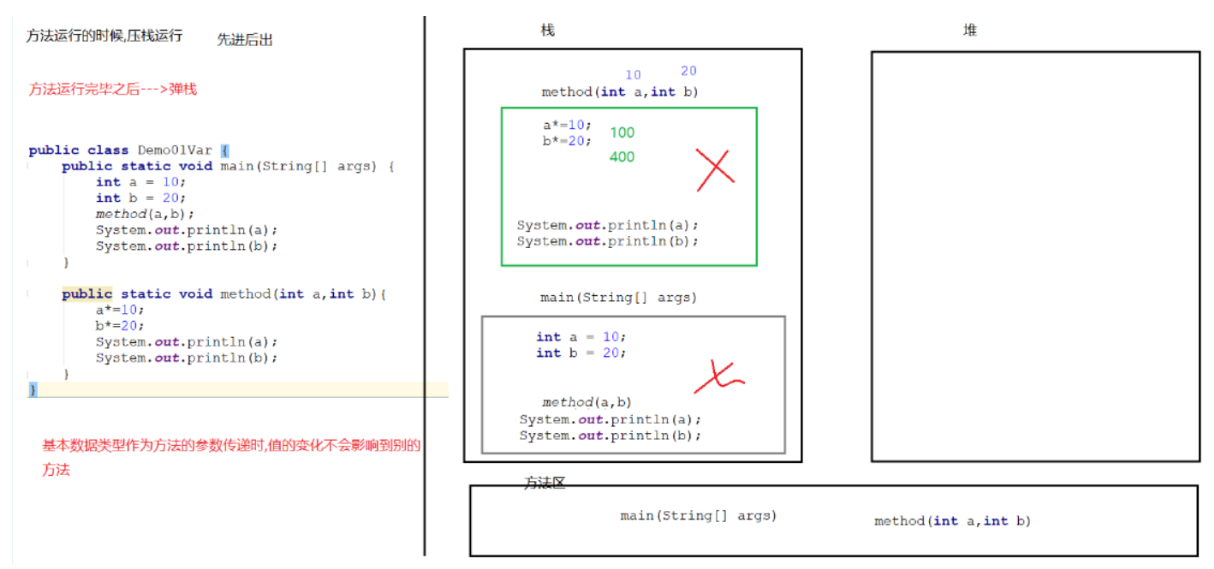 方法运行的时候,压栈运行 先进后出
方法运行完毕之后--->弹栈
public class Demo01Var {
public static void main(String[] args) {
int a = 10;
int b = 20;
method(a,b);
System.out.println(a);
System.out.println(b);
}
public static void method(int a,int b){
a*=10;
b*=20;
System.out.println(a);
System.out.println(b);
}
}
基本数据类型作为方法的参数传递时,值的变化不会影响到别的
方法
栈
10 20
method(int a,int b)
a*=10; 100
b*=20;
400
System.out.println(a);
System.out.println(b);
main(String[] args)
int a = 10;
int b = 20;
method(a,b)
System.out.println(a);
System.out.println(b);
堆
方法区
main(String[] args) method(int a,int b)